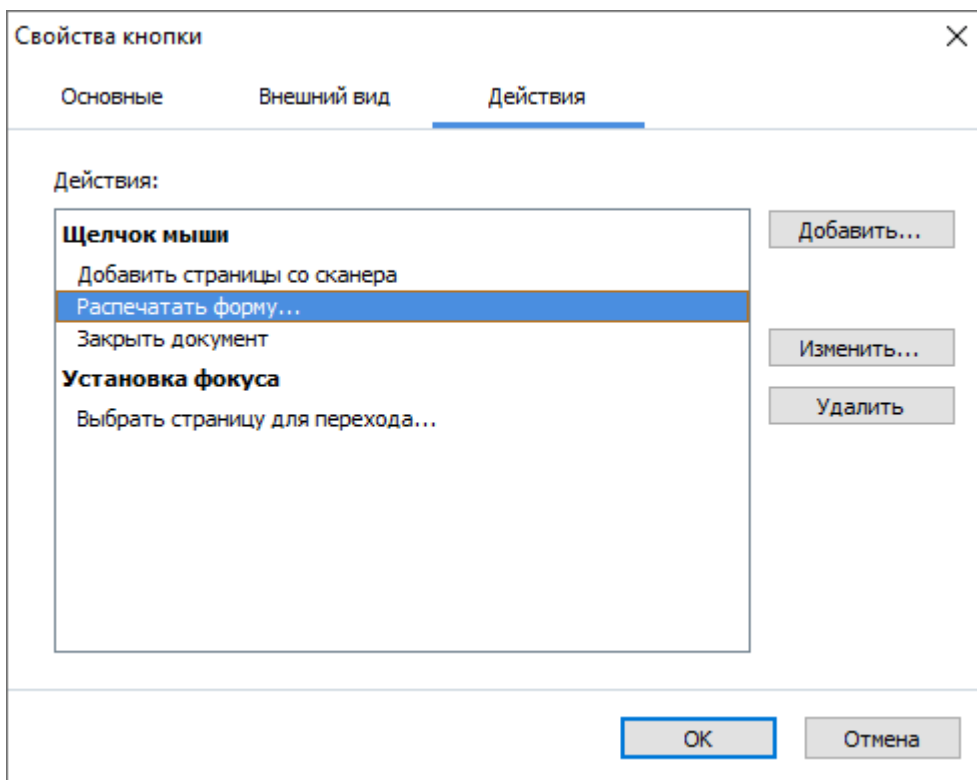 Свойства кнопки
Основные Внешний вид Действия
Действия:
Щелчок мыши
Добавить страницы со сканера
Распечатать форму...
Закрыть документ
Установка фокуса
Выбрать страницу для перехода...
Добавить...
Изменить...
Удалить
ОК Отмена